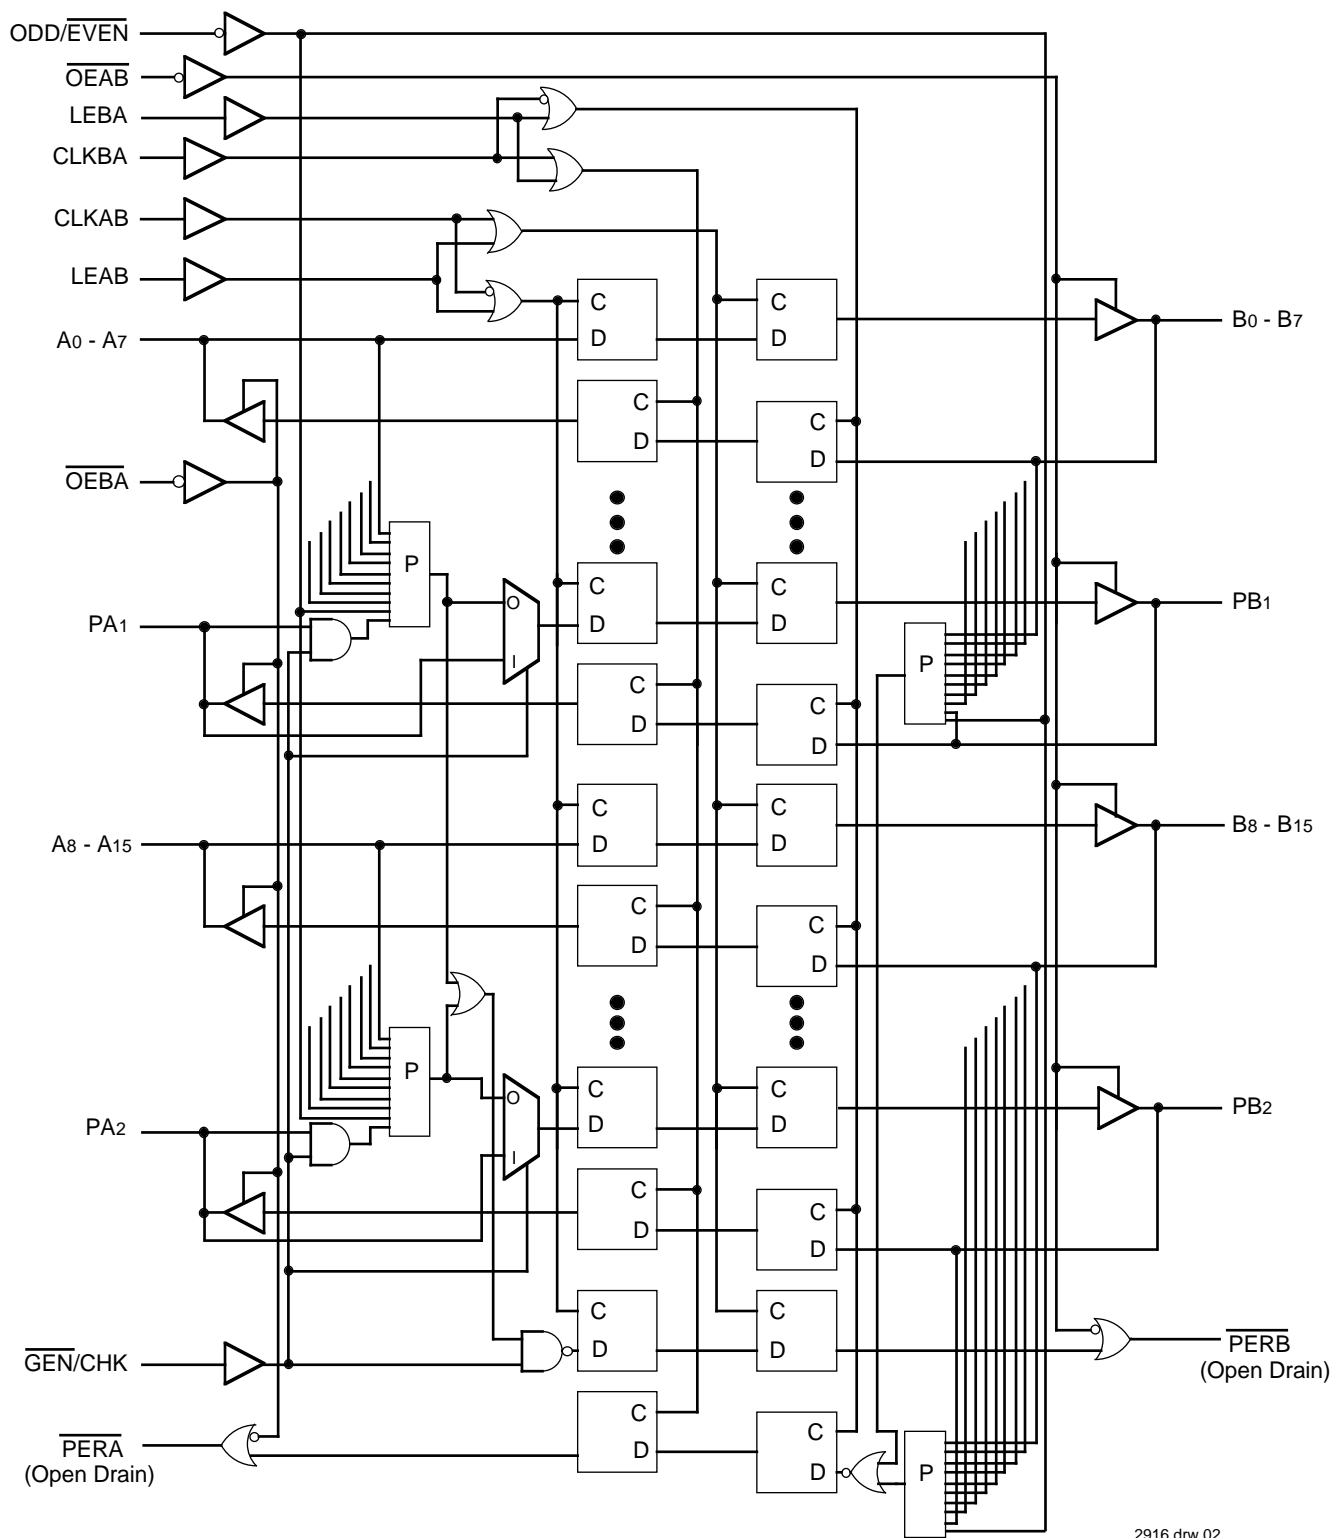 ODD/EVEN
OEAB
LEBA
CLKBA
CLKAB
LEAB
C C
A0 - A7 D D B0 - B7
C C
D D
OEBA
P C C
O D D PB1
PA1 P
I C C
D D
C C
A8 - A15 D D B8 - B15
C C
D D
P C C
O D D PB2
PA2
I C C
D D
C C
GEN/CHK D D PERB
(Open Drain)
C C
PERA D D P
(Open Drain)
2916 drw 02